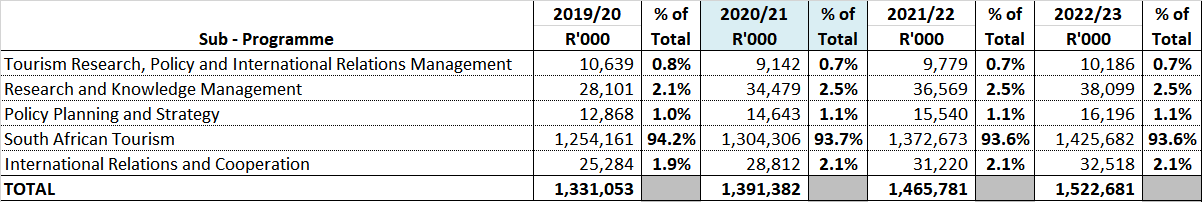 2019/20 % of 2020/21 % of 2021/22 % of 2022/23 % of
Sub - Programme R'000 Total R'000 Total R'000 Total R'000 Total
Tourism Research, Policy and International Relations Management 10,639 0.8% 9,142 0.7% 9,779 0.7% 10,186 0.7%
Research and Knowledge Management 28,101 2.1% 34,479 2.5% 36,569 2.5% 38,099 2.5%
Policy Planning and Strategy 12,868 1.0% 14,643 1.1% 15,540 1.1% 16,196 1.1%
South African Tourism 1,254,161 94.2% 1,304,306 93.7% 1,372,673 93.6% 1,425,682 93.6%
International Relations and Cooperation 25,284 1.9% 28,812 2.1% 31,220 2.1% 32,518 2.1%
TOTAL 1,331,053 1,391,382 1,465,781 1,522,681